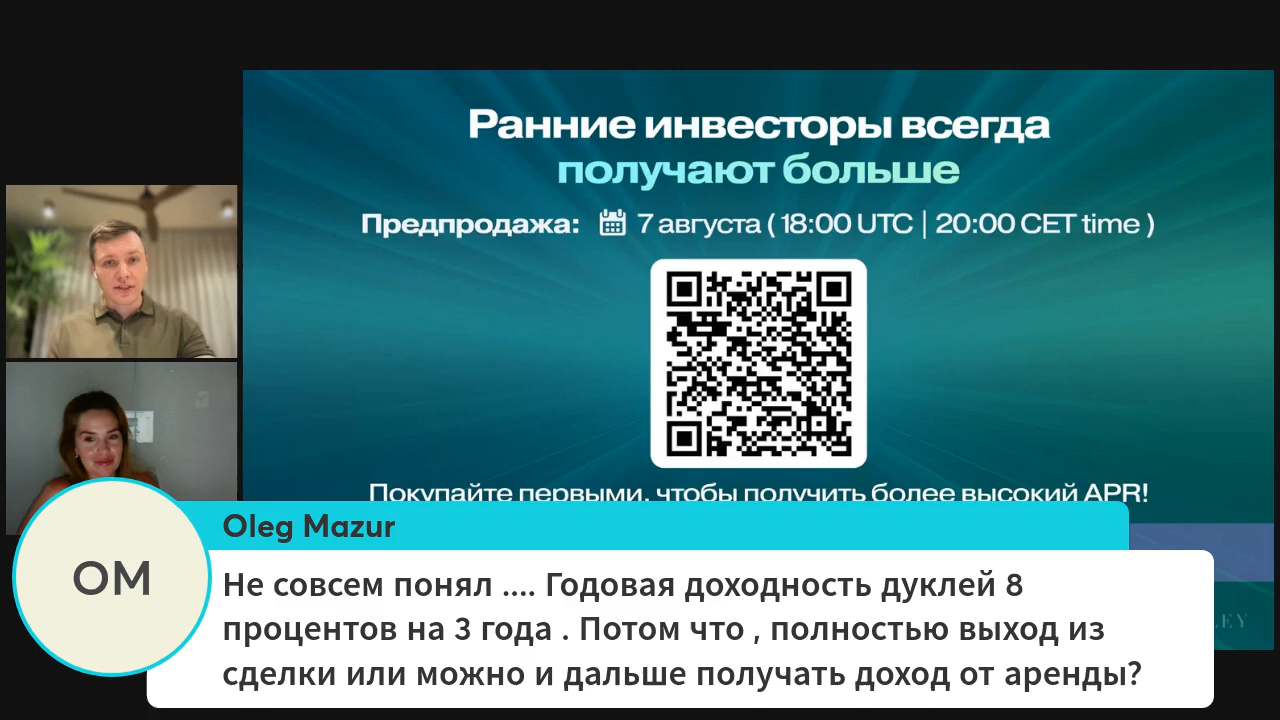 Ранние инвесторы всегда
получают больше
Предпродажа: 7 августа ( 18:00 UTC | 20:00 CET time )
Покупайте первыми, чтобы получить более высокий APR!
Oleg Mazur
OM
Не совсем понял .... Годовая доходность дуклей 8
процентов на 3 года . Потом что , полностью выход из
сделки или можно и дальше получать доход от аренды?